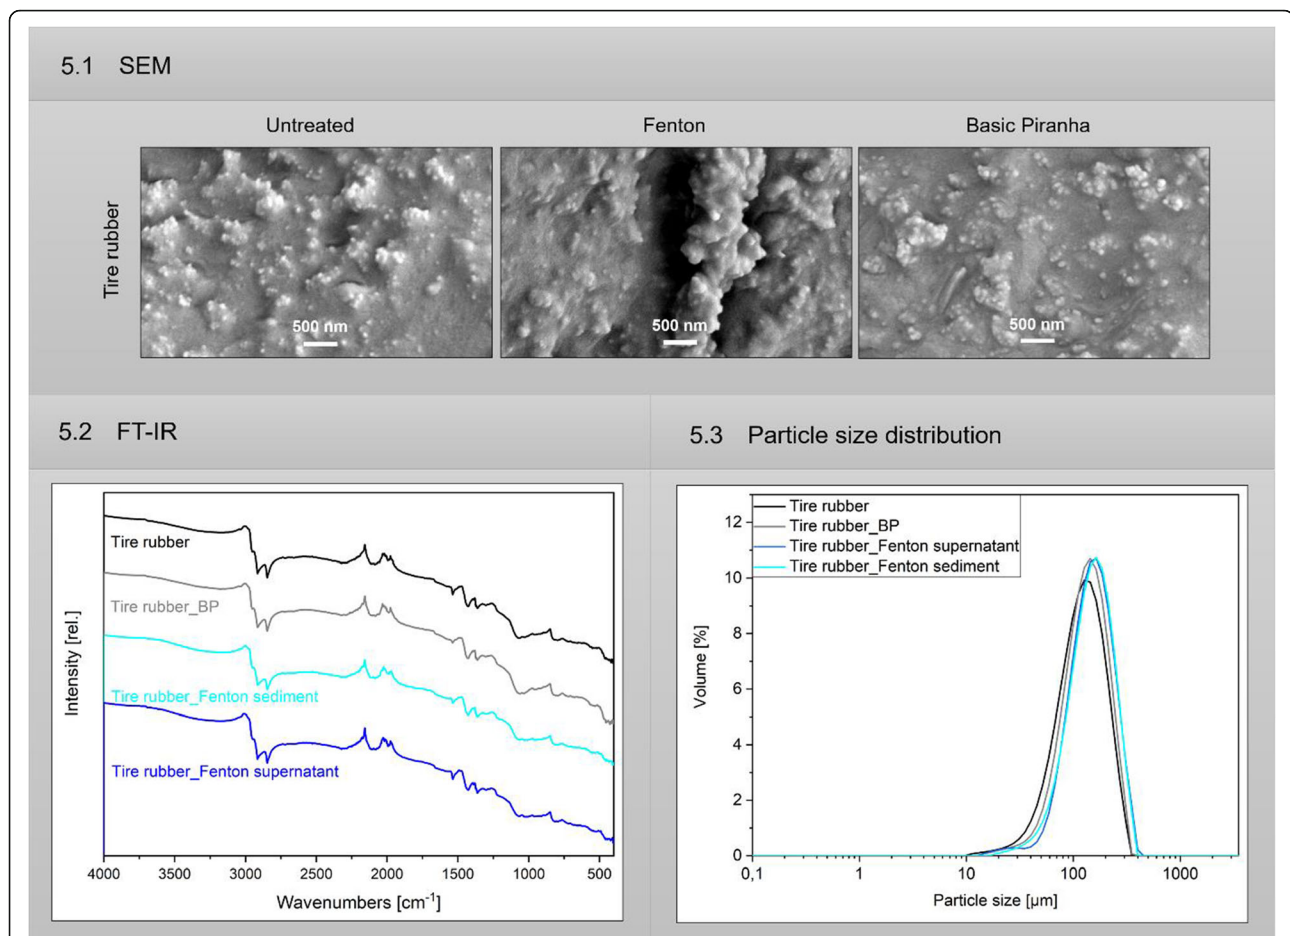 5.1 SEM
Untreated
Fenton
Basic Piranha
Tire rubber
500 nm
500 nm
500 nm
5.2 FT-IR
5.3 Particle size distribution
Tire rubber
Tire rubber_BP
Tire rubber_Fenton sediment
Tire rubber_Fenton supernatant
Intensity [rel.]
4000 3000 2500 2000 1500 1000 500
Wavenumbers [cm⁻¹]
Tire rubber
Tire rubber_BP
Tire rubber_Fenton supernatant
Tire rubber_Fenton sediment
12
10
8
6
4
2
0
Volume [%]
0,1 1 10 100 1000
Particle size [µm]